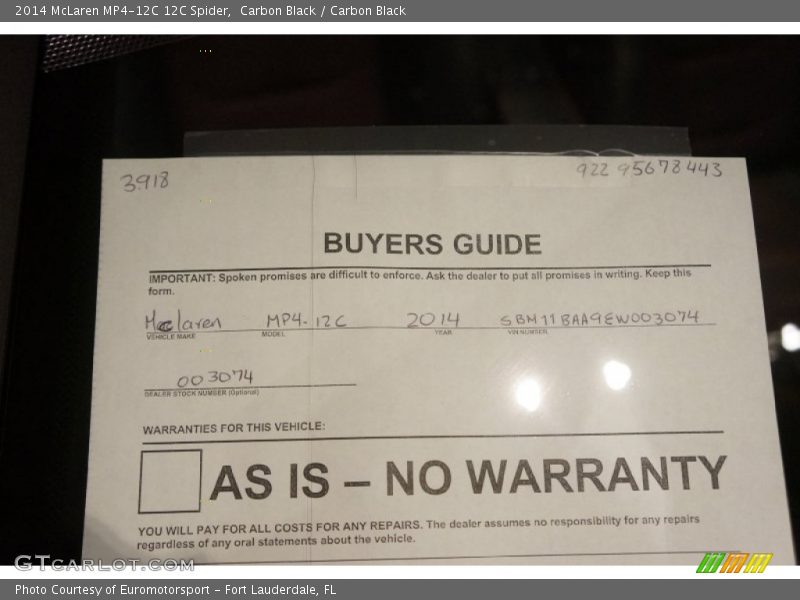 2014 McLaren MP4-12C 12C Spider,  Carbon Black / Carbon Black
3918
922 95678443
BUYERS GUIDE
IMPORTANT: Spoken promises are difficult to enforce. Ask the dealer to put all promises in writing. Keep this
form.
McLaren MP4-12C 2014 SBM11BAA9EW003074
VEHICLE MAKE MODEL YEAR VIN NUMBER
003074
DEALER STOCK NUMBER (Optional)
WARRANTIES FOR THIS VEHICLE:
AS IS – NO WARRANTY
YOU WILL PAY FOR ALL COSTS FOR ANY REPAIRS. The dealer assumes no responsibility for any repairs
regardless of any oral statements about the vehicle.
GTCARLOT.COM
Photo Courtesy of Euromotorsport – Fort Lauderdale, FL